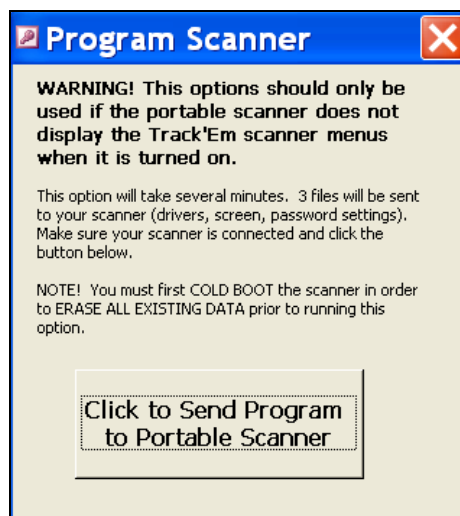 Program Scanner
WARNING! This options should only be
used if the portable scanner does not
display the Track'Em scanner menus
when it is turned on.
This option will take several minutes.  3 files will be sent
to your scanner (drivers, screen, password settings).
Make sure your scanner is connected and click the
button below.
NOTE!  You must first COLD BOOT the scanner in order
to ERASE ALL EXISTING DATA prior to running this
option.
Click to Send Program
to Portable Scanner